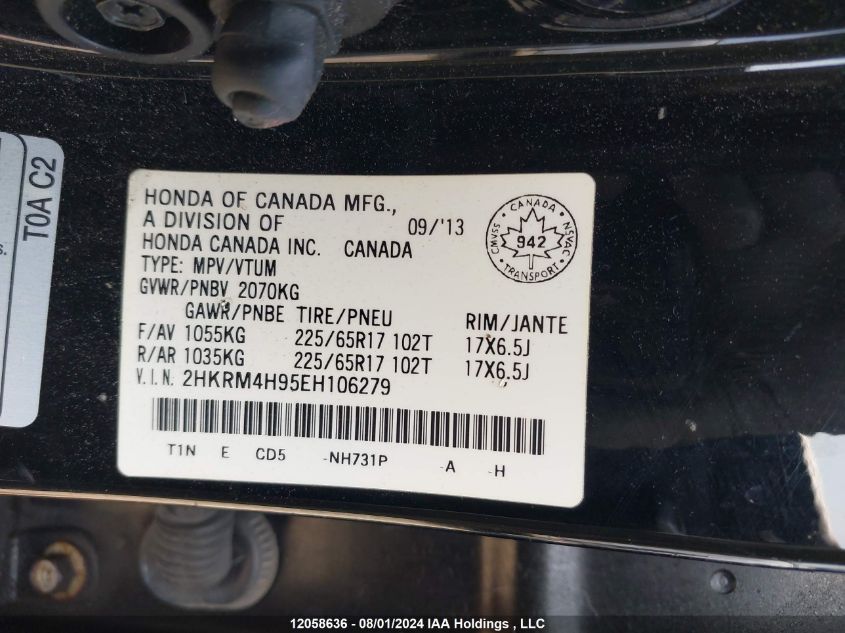 T0A C2
s.
HONDA OF CANADA MFG.,
A DIVISION OF 09/'13
HONDA CANADA INC. CANADA
TYPE: MPV/VTUM
GVWR/PNBV 2070KG
GAWR/PNBE TIRE/PNEU RIM/JANTE
F/AV 1055KG 225/65R17 102T 17X6.5J
R/AR 1035KG 225/65R17 102T 17X6.5J
V.I.N. 2HKRM4H95EH106279
T1N E CD5 -NH731P -A -H
CANADA
CMVSS 942 NSVAC
TRANSPORT
12058636 - 08/01/2024 IAA Holdings , LLC